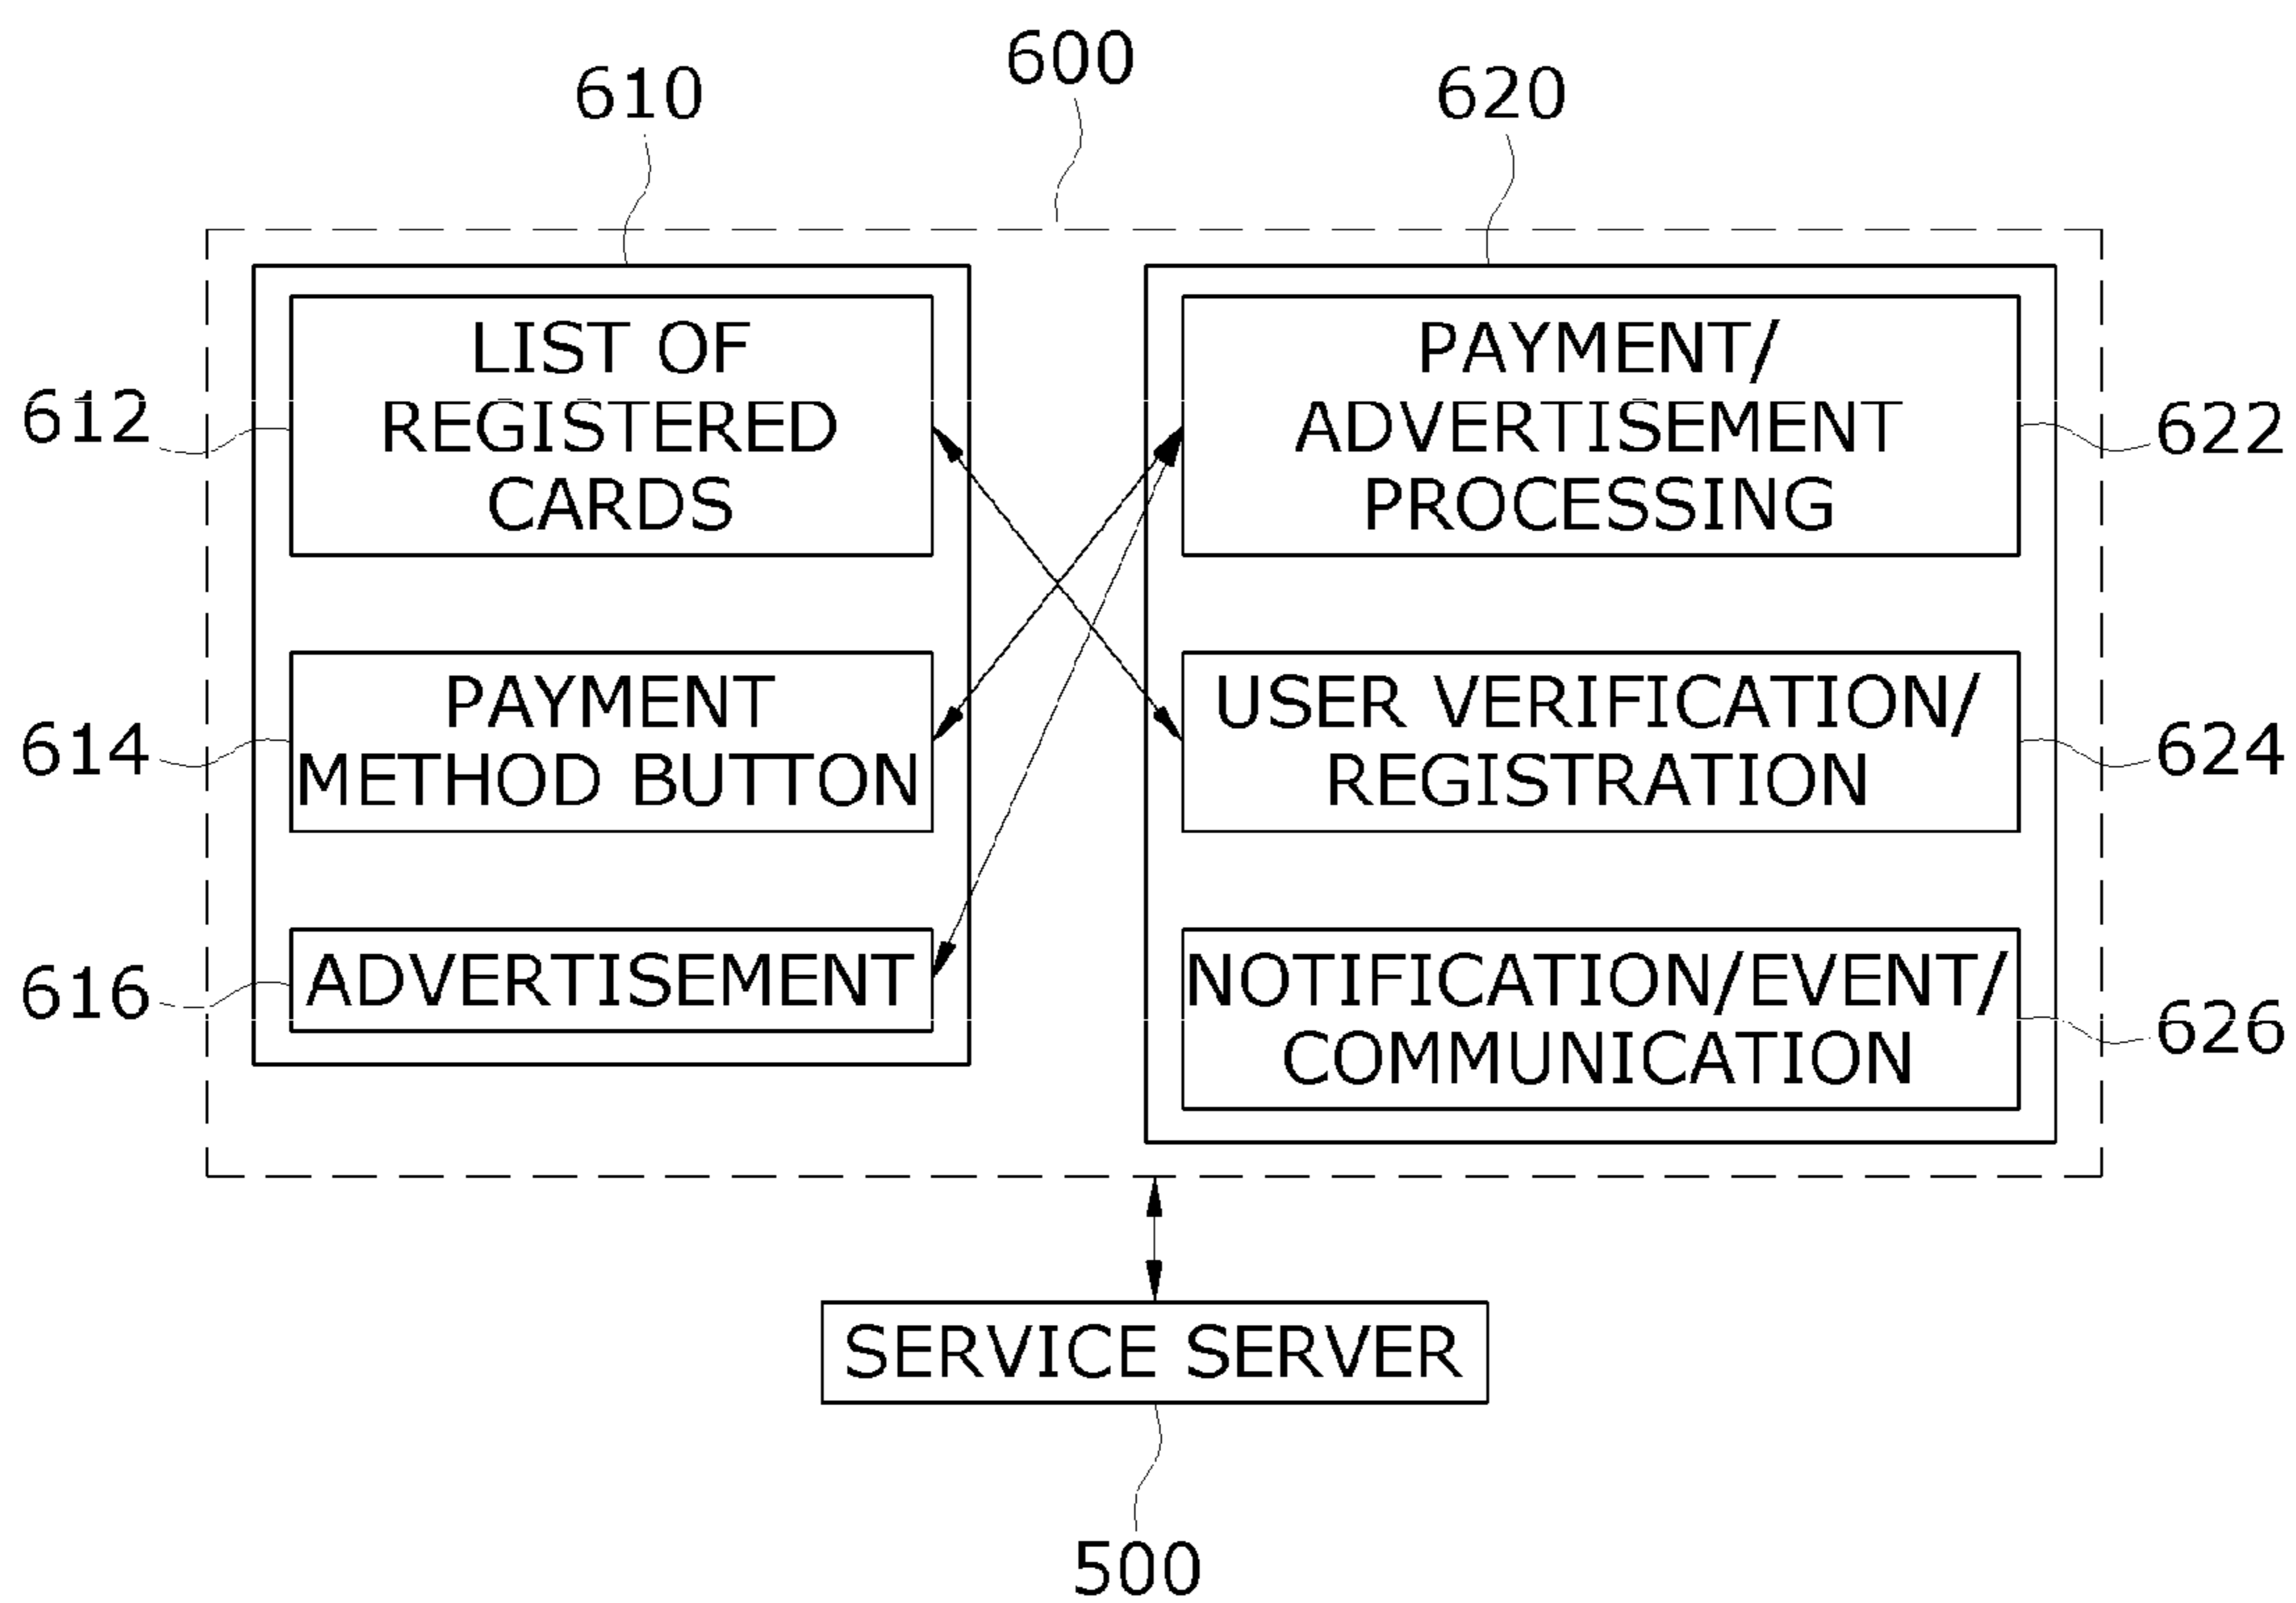 600
610
620
LIST OF
REGISTERED
CARDS
612
PAYMENT
METHOD BUTTON
614
ADVERTISEMENT
616
PAYMENT/
ADVERTISEMENT
PROCESSING
622
USER VERIFICATION/
REGISTRATION
624
NOTIFICATION/EVENT/
COMMUNICATION
626
SERVICE SERVER
500